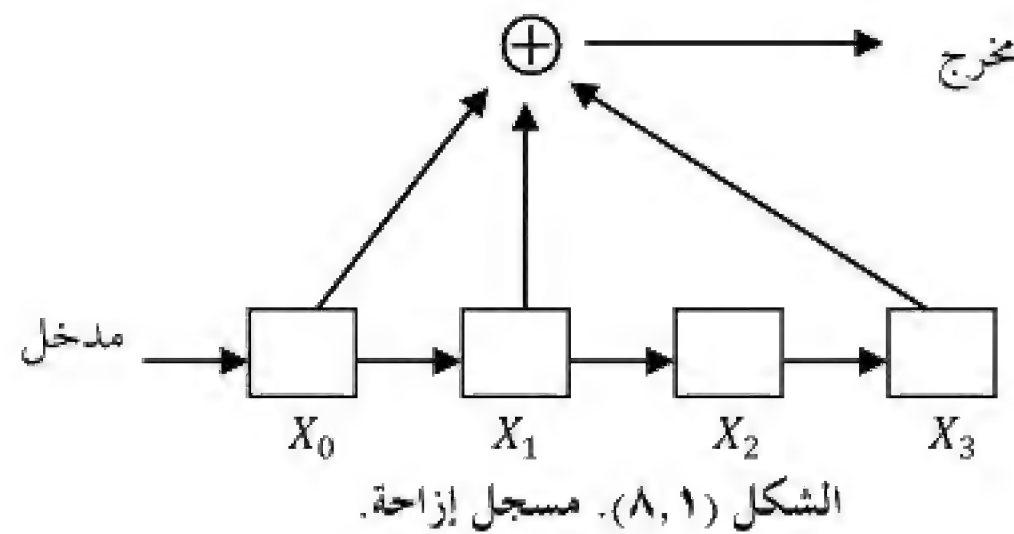 مخرج
مدخل
X₀ X₁ X₂ X₃
الشكل (٨,١). مسجل إزاحة.